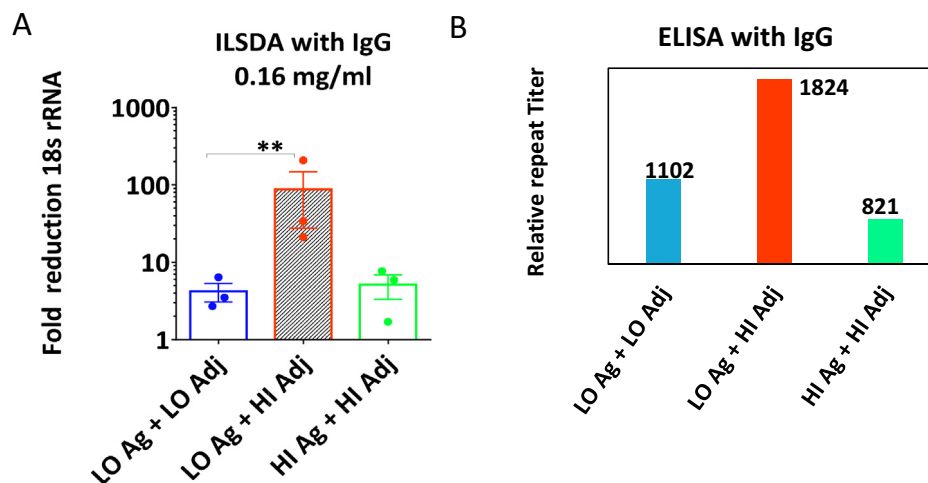 A
ILSDA with IgG
0.16 mg/ml
Fold reduction 18s rRNA
1000
100
10
1
**
LO Ag + LO Adj
LO Ag + HI Adj
HI Ag + HI Adj
B
ELISA with IgG
Relative repeat Titer
1102
1824
821
LO Ag + LO Adj
LO Ag + HI Adj
HI Ag + HI Adj